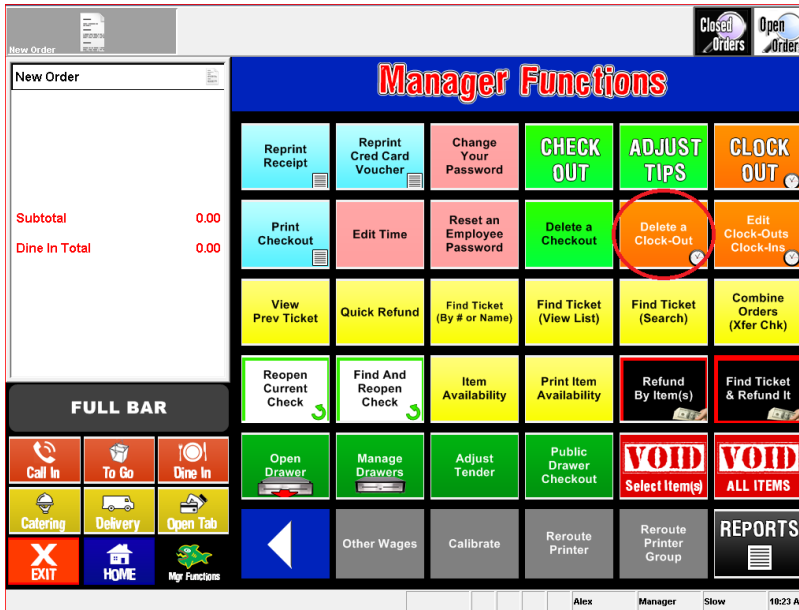 Closed
Orders
Open
Order
New Order
New Order
Manager Functions
Subtotal 0.00
Dine In Total 0.00
Reprint
Receipt
Reprint
Cred Card
Voucher
Change
Your
Password
CHECK
OUT
ADJUST
TIPS
CLOCK
OUT
Print
Checkout
Edit Time
Reset an
Employee
Password
Delete a
Checkout
Delete a
Clock-Out
Edit
Clock-Outs
Clock-Ins
View
Prev Ticket
Quick Refund
Find Ticket
(By # or Name)
Find Ticket
(View List)
Find Ticket
(Search)
Combine
Orders
(Xfer Chk)
Reopen
Current
Check
Find And
Reopen
Check
Item
Availability
Print Item
Availability
Refund
By Item(s)
Find Ticket
& Refund It
FULL BAR
Call In
To Go
Dine In
Open
Drawer
Manage
Drawers
Adjust
Tender
Public
Drawer
Checkout
VOID
Select Item(s)
VOID
ALL ITEMS
Catering
Delivery
Open Tab
EXIT
HOME
Mgr Functions
Other Wages
Calibrate
Reroute
Printer
Reroute
Printer
Group
REPORTS
Alex
Manager
Slow
10:23 A